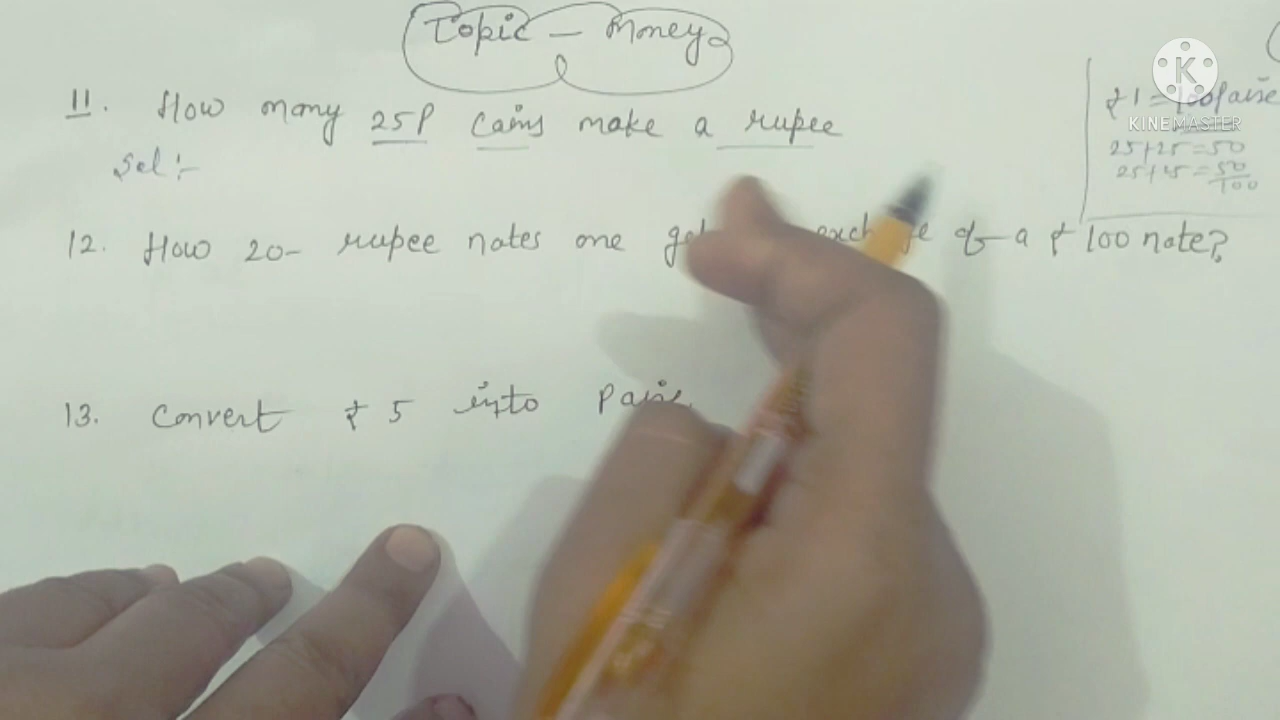 Topic - Money
11. How many 25P Coins make a rupee
Sol:-
₹1 = 100 Paise
KINEMASTER
25+25=50
25+25=50
100
12. How 20- rupee notes one of a ₹ 100 note?
13. Convert ₹ 5 into Paise